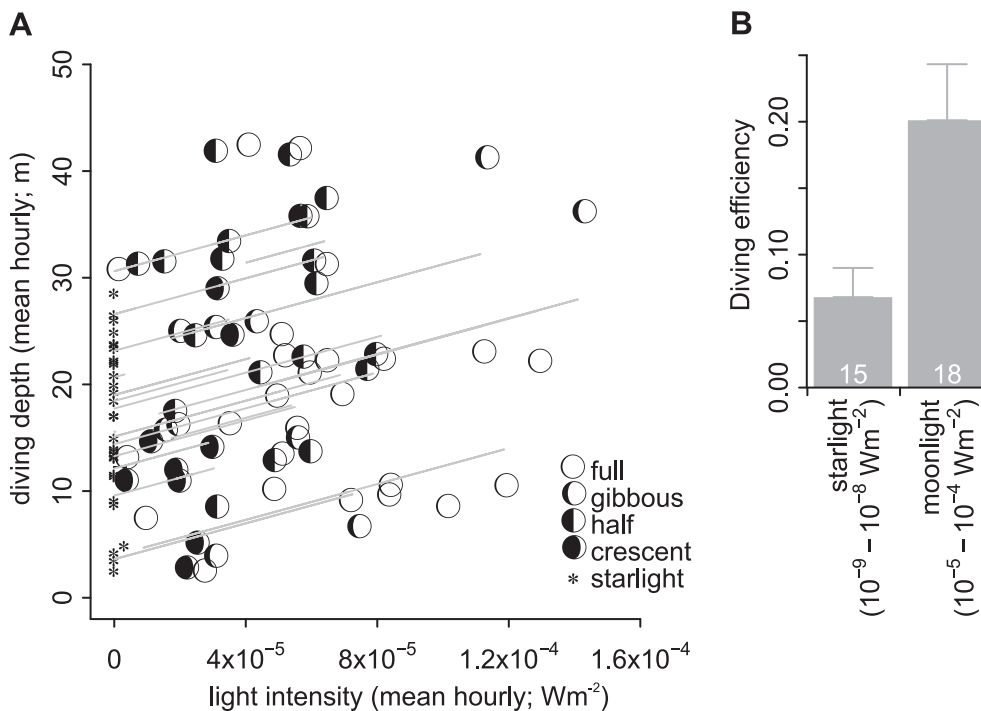 A
50
40
30
20
10
0
diving depth (mean hourly; m)
full
gibbous
half
crescent
* starlight
0
4x10⁻⁵
8x10⁻⁵
1.2x10⁻⁴
1.6x10⁻⁴
light intensity (mean hourly; Wm⁻²)
B
0.20
0.10
0.00
Diving efficiency
15
18
starlight
(10⁻⁹ – 10⁻⁸ Wm⁻²)
moonlight
(10⁻⁵ – 10⁻⁴ Wm⁻²)